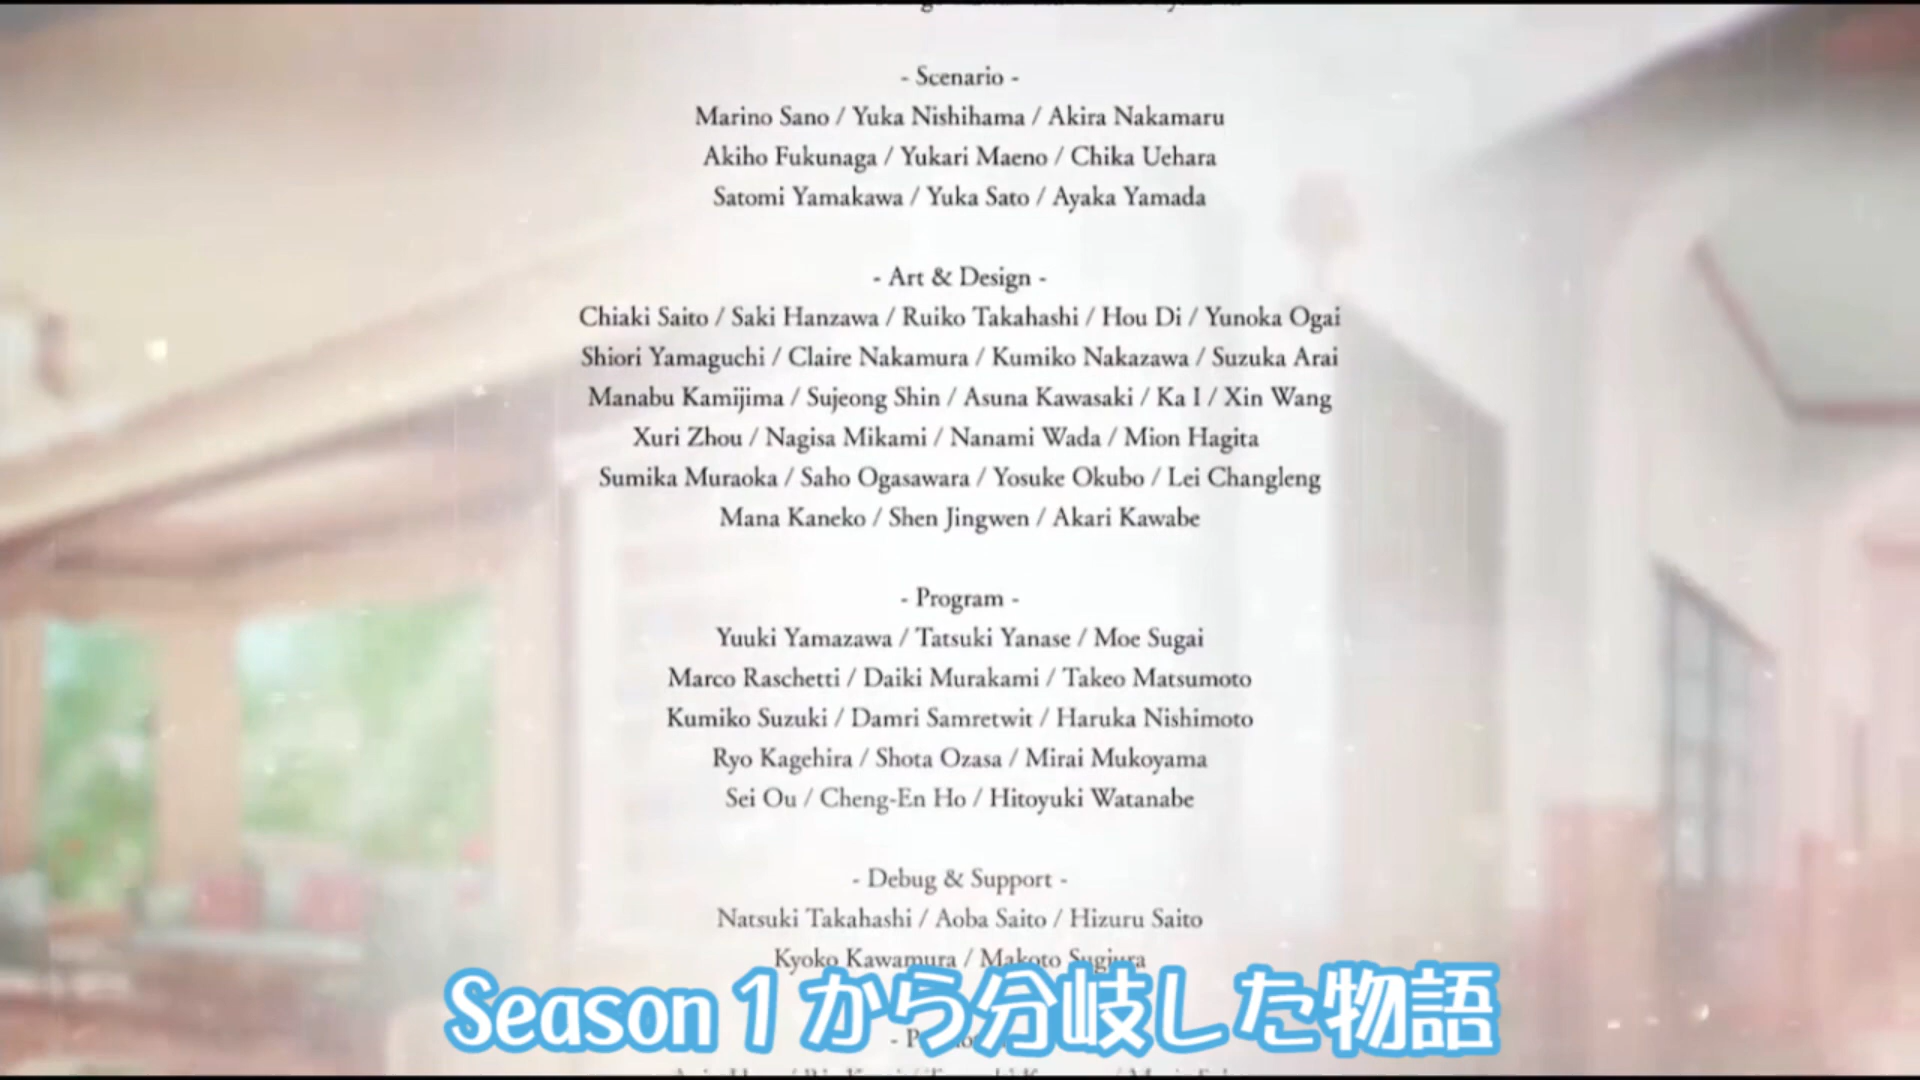 - Scenario -
Marino Sano / Yuka Nishihama / Akira Nakamaru
Akiho Fukunaga / Yukari Maeno / Chika Uehara
Satomi Yamakawa / Yuka Sato / Ayaka Yamada
- Art & Design -
Chiaki Saito / Saki Hanzawa / Ruiko Takahashi / Hou Di / Yunoka Ogai
Shiori Yamaguchi / Claire Nakamura / Kumiko Nakazawa / Suzuka Arai
Manabu Kamijima / Sujeong Shin / Asuna Kawasaki / Ka I / Xin Wang
Xuri Zhou / Nagisa Mikami / Nanami Wada / Mion Hagita
Sumika Muraoka / Saho Ogasawara / Yosuke Okubo / Lei Changleng
Mana Kaneko / Shen Jingwen / Akari Kawabe
- Program -
Yuuki Yamazawa / Tatsuki Yanase / Moe Sugai
Marco Raschetti / Daiki Murakami / Takeo Matsumoto
Kumiko Suzuki / Damri Samretwit / Haruka Nishimoto
Ryo Kagehira / Shota Ozasa / Mirai Mukoyama
Sei Ou / Cheng-En Ho / Hitoyuki Watanabe
- Debug & Support -
Natsuki Takahashi / Aoba Saito / Hizuru Saito
Kyoko Kawamura / Makoto Sugiura
Season 1 から分岐した物語